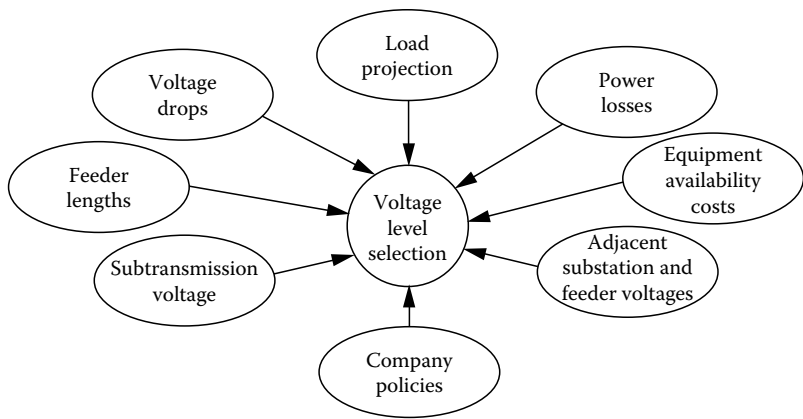 Load
projection
Voltage
drops
Power
losses
Feeder
lengths
Equipment
availability
costs
Voltage
level
selection
Subtransmission
voltage
Adjacent
substation and
feeder voltages
Company
policies